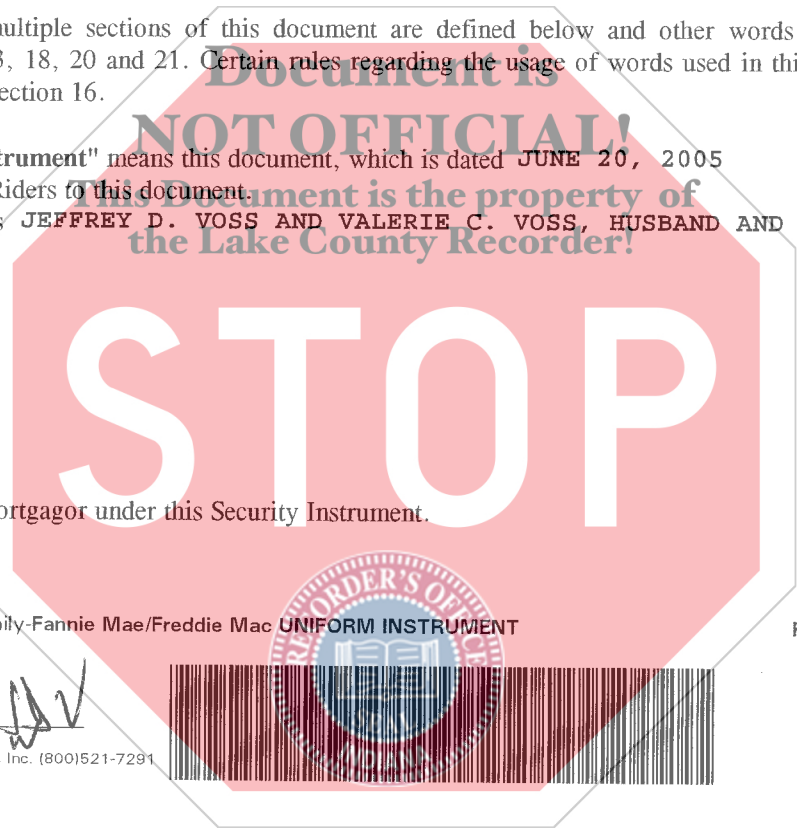 multiple sections of this document are defined below and other words
3, 18, 20 and 21. Certain rules regarding the usage of words used in thi
ection 16.
Document is
NOT OFFICIAL!
trument" means this document, which is dated JUNE 20, 2005
This Document is the property of
Riders to this document.
s JEFFREY D. VOSS AND VALERIE C. VOSS, HUSBAND AND
the Lake County Recorder!
STOP
ortgagor under this Security Instrument.
RECORDER'S OFFICE
ily-Fannie Mae/Freddie Mac UNIFORM INSTRUMENT
SEAL
INDIANA
Inc. (800)521-7291